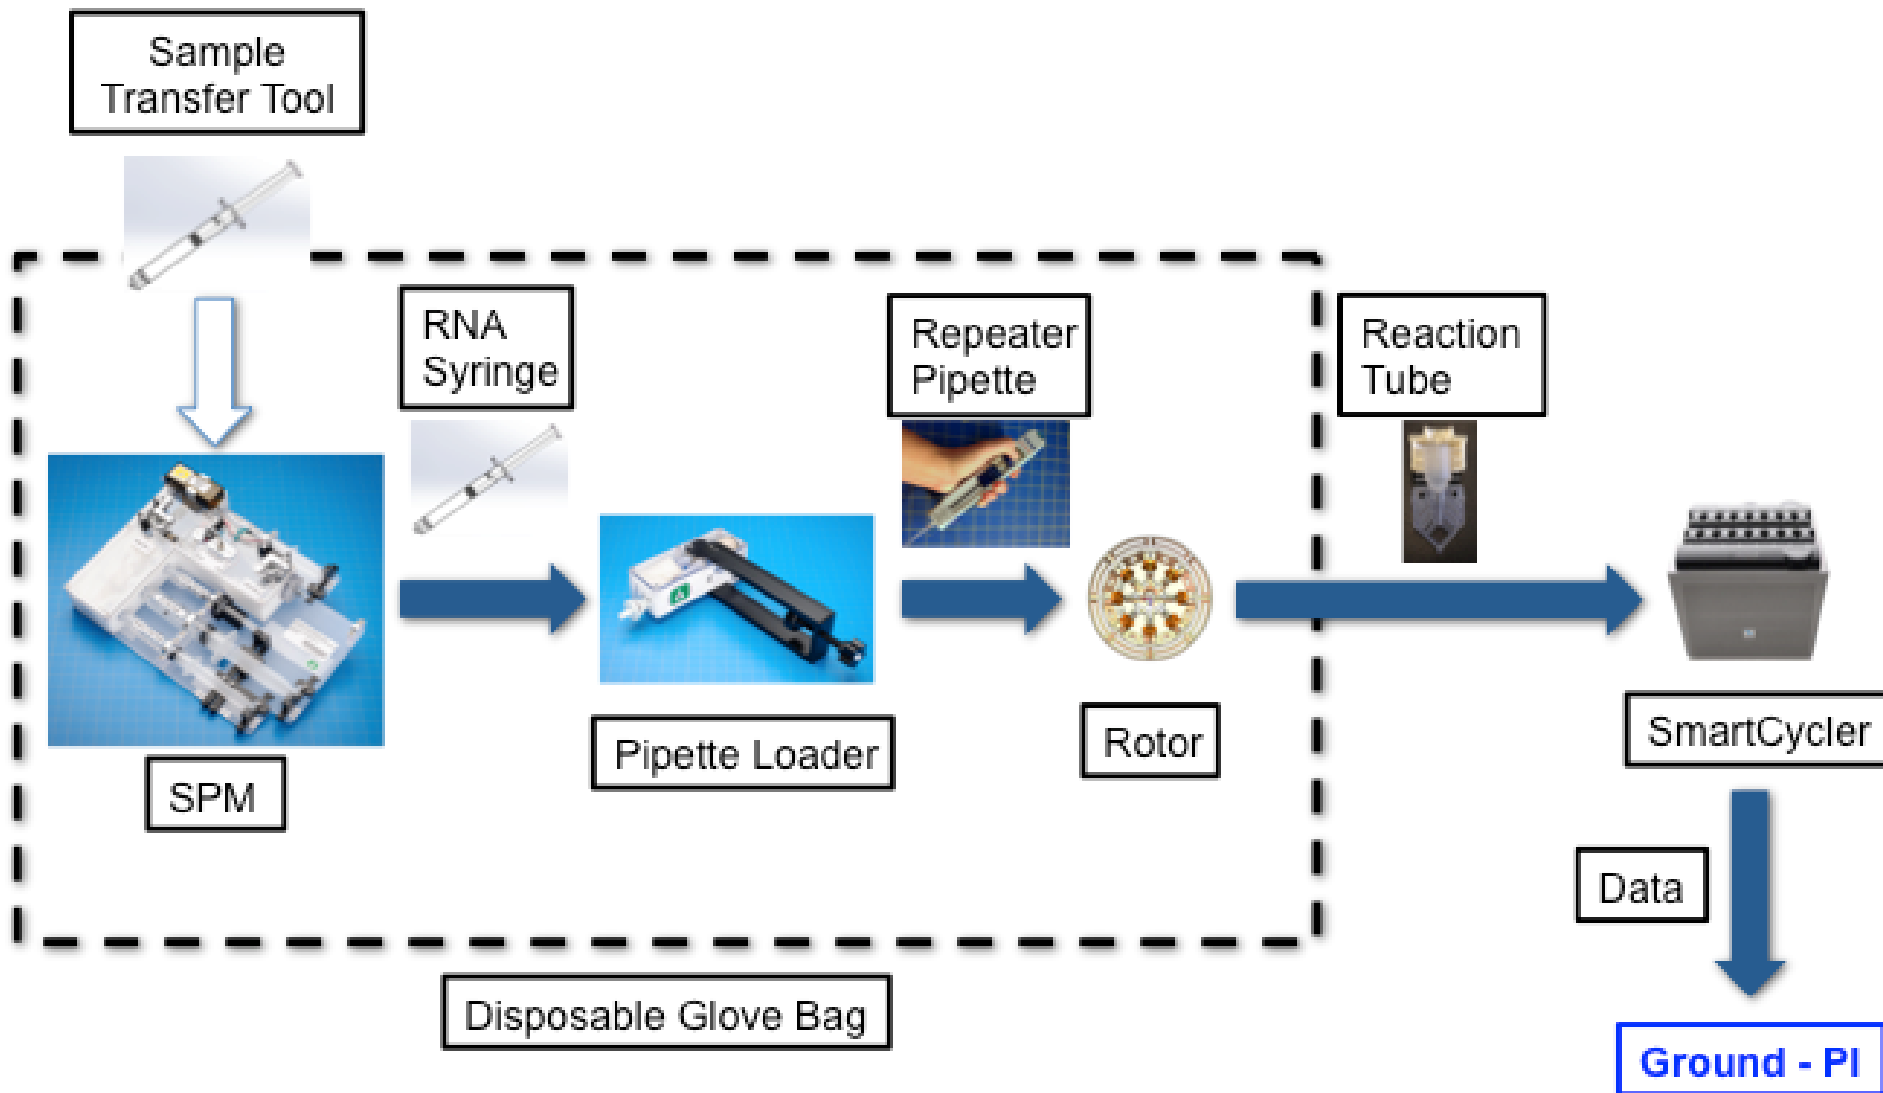 Sample
Transfer Tool
RNA
Syringe
Repeater
Pipette
Reaction
Tube
SPM
Pipette Loader
Rotor
SmartCycler
Data
Disposable Glove Bag
Ground - PI